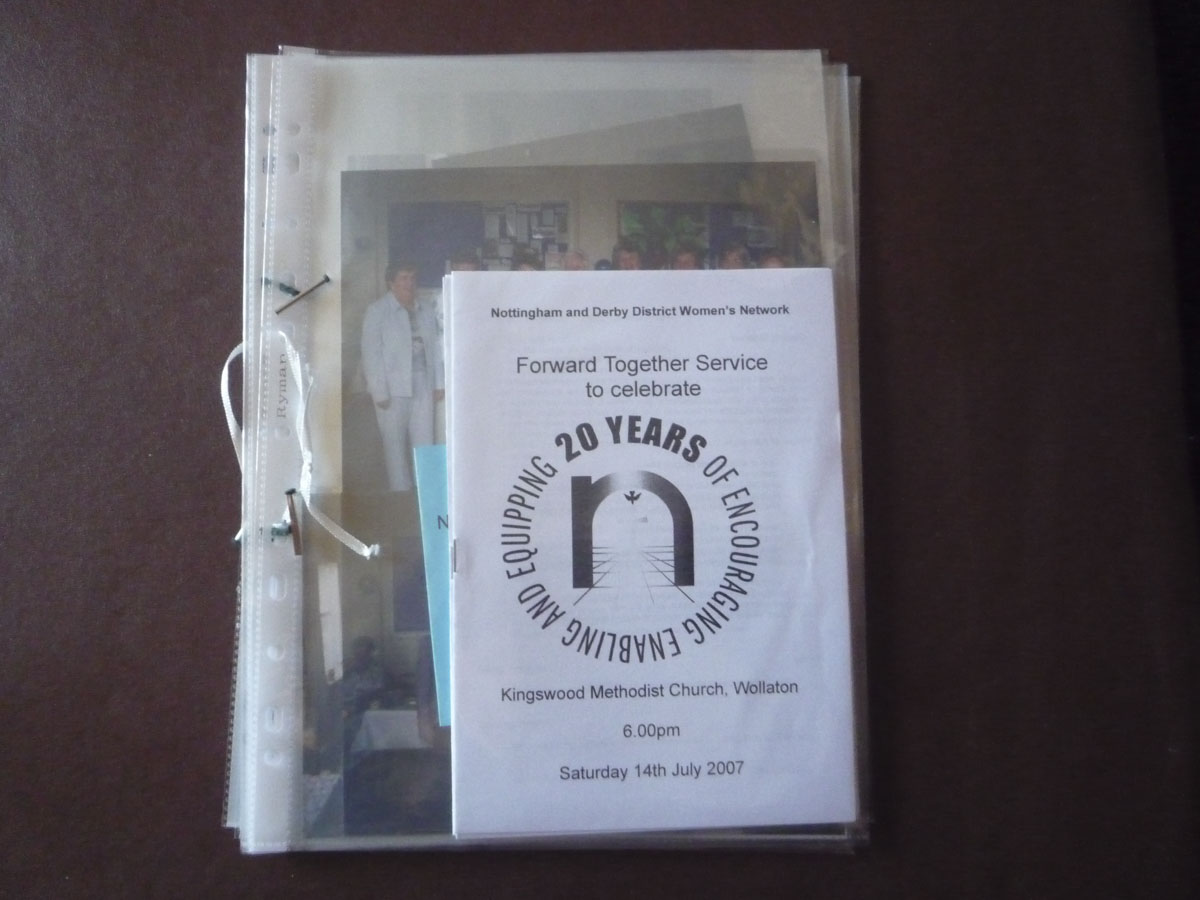 Nottingham and Derby District Women's Network
Forward Together Service
to celebrate
20 YEARS OF ENCOURAGING ENABLING AND EQUIPPING
n
Kingswood Methodist Church, Wollaton
6.00pm
Saturday 14th July 2007
Ryman
N